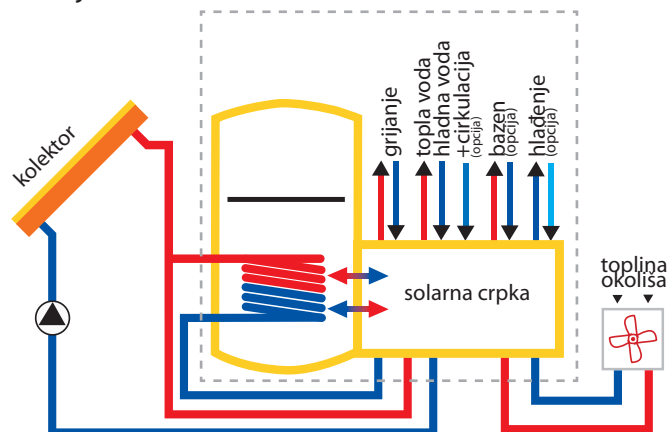 kolektor
grijanje
topla voda
hladna voda
+cirkulacija
(opcija)
bazen
(opcija)
hlađenje
(opcija)
solarna crpka
toplina
okoliša